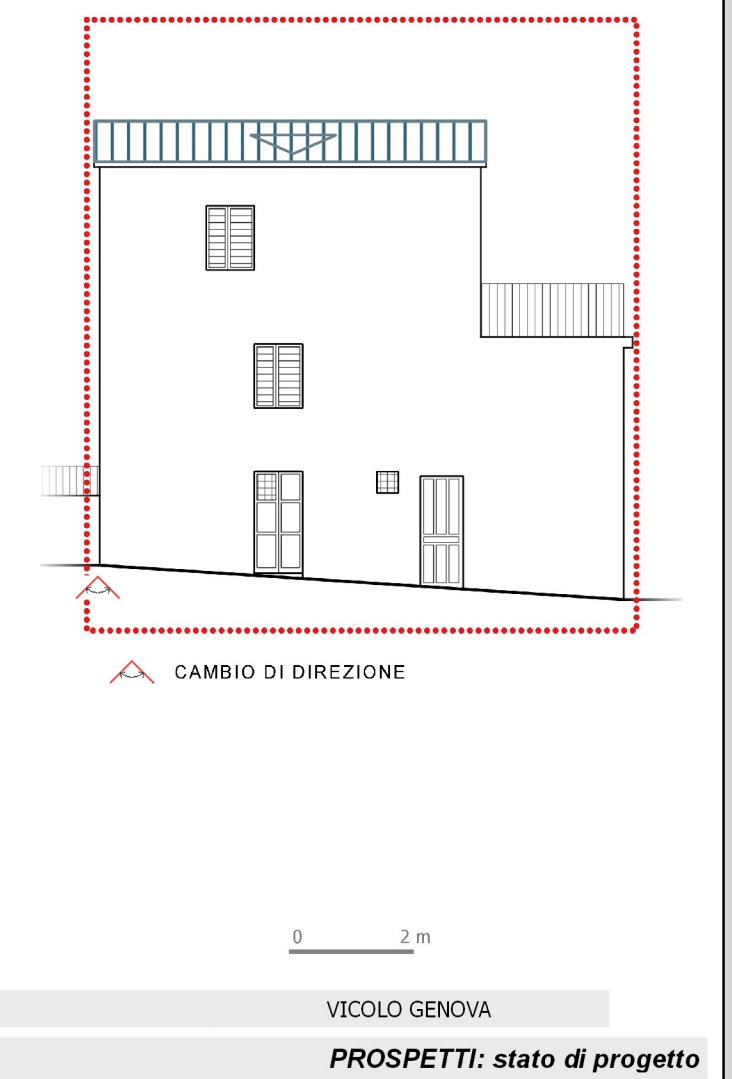 CAMBIO DI DIREZIONE
0 2 m
VICOLO GENOVA
PROSPETTI: stato di progetto